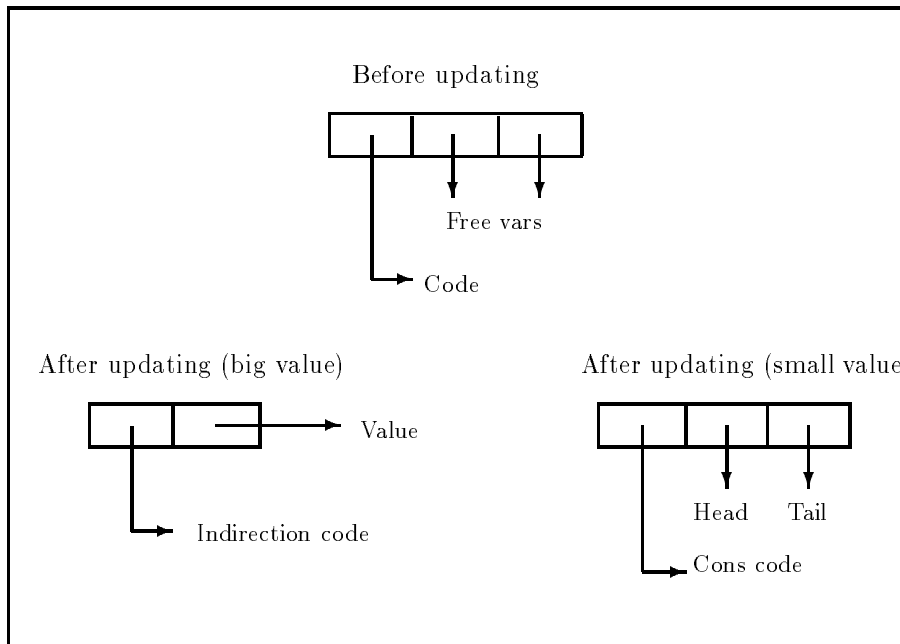 Before updating
Free vars
Code
After updating (big value)
After updating (small value
Value
Head
Tail
Indirection code
Cons code